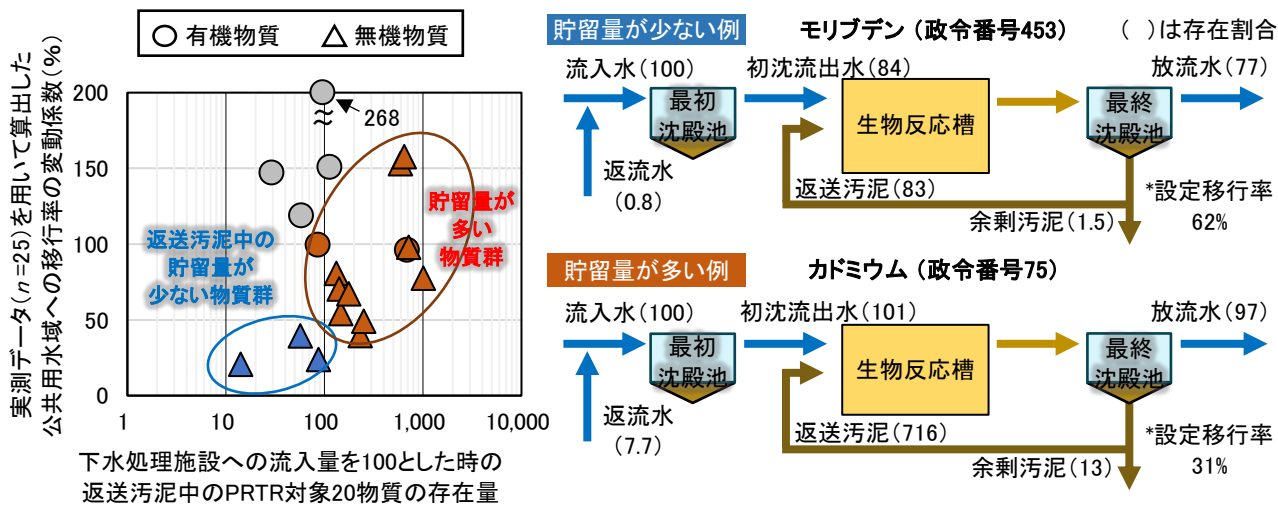 有機物質
無機物質
実測データ(n=25)を用いて算出した
公共用水域への移行率の変動係数(%)
200
150
100
50
0
268
返送汚泥中の
貯留量が
少ない物質群
貯留量が
多い
物質群
1
10
100
1,000
10,000
下水処理施設への流入量を100とした時の
返送汚泥中のPRTR対象20物質の存在量
貯留量が少ない例
モリブデン (政令番号453)
( )は存在割合
流入水(100)
初沈流出水(84)
放流水(77)
最初
沈殿池
生物反応槽
最終
沈殿池
返流水
(0.8)
返送汚泥(83)
余剰汚泥(1.5)
*設定移行率
62%
貯留量が多い例
カドミウム (政令番号75)
流入水(100)
初沈流出水(101)
放流水(97)
最初
沈殿池
生物反応槽
最終
沈殿池
返流水
(7.7)
返送汚泥(716)
余剰汚泥(13)
*設定移行率
31%